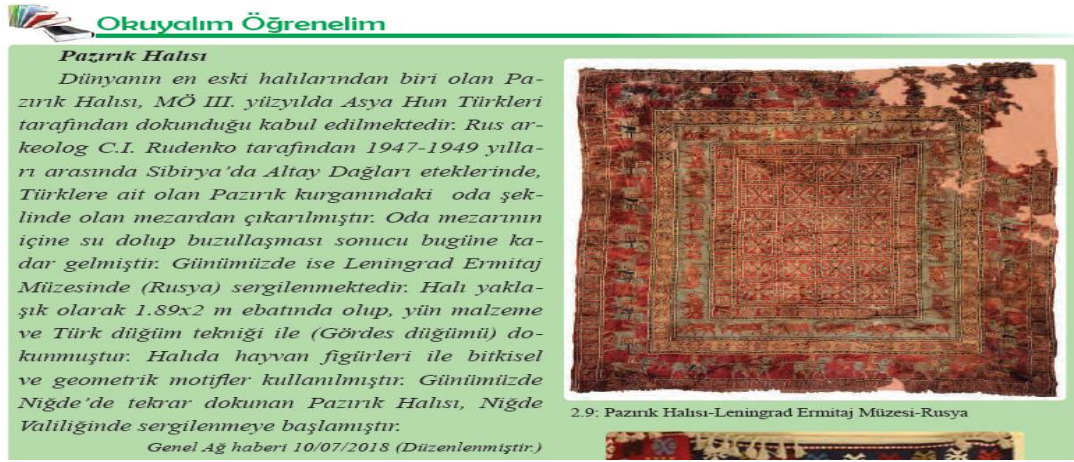 Okuyalım Öğrenelim
Pazırık Halısı
Dünyanın en eski halılarından biri olan Pa-
zırık Halısı, MÖ III. yüzyılda Asya Hun Türkleri
tarafından dokunduğu kabul edilmektedir. Rus ar-
keolog C.I. Rudenko tarafından 1947-1949 yılla-
rı arasında Sibirya'da Altay Dağları eteklerinde,
Türklere ait olan Pazırık kurganındaki oda şek-
linde olan mezardan çıkarılmıştır. Oda mezarının
içine su dolup buzullaşması sonucu bugüne ka-
dar gelmiştir. Günümüzde ise Leningrad Ermitaj
Müzesinde (Rusya) sergilenmektedir. Halı yakla-
şık olarak 1.89x2 m ebatında olup, yün malzeme
ve Türk düğüm tekniği ile (Gördes düğümü) do-
kunmuştur. Halıda hayvan figürleri ile bitkisel
ve geometrik motifler kullanılmıştır. Günümüzde
Niğde'de tekrar dokunan Pazırık Halısı, Niğde
Valiliğinde sergilenmeye başlamıştır.
Genel Ağ haberi 10/07/2018 (Düzenlenmiştir.)
2.9: Pazırık Halısı-Leningrad Ermitaj Müzesi-Rusya